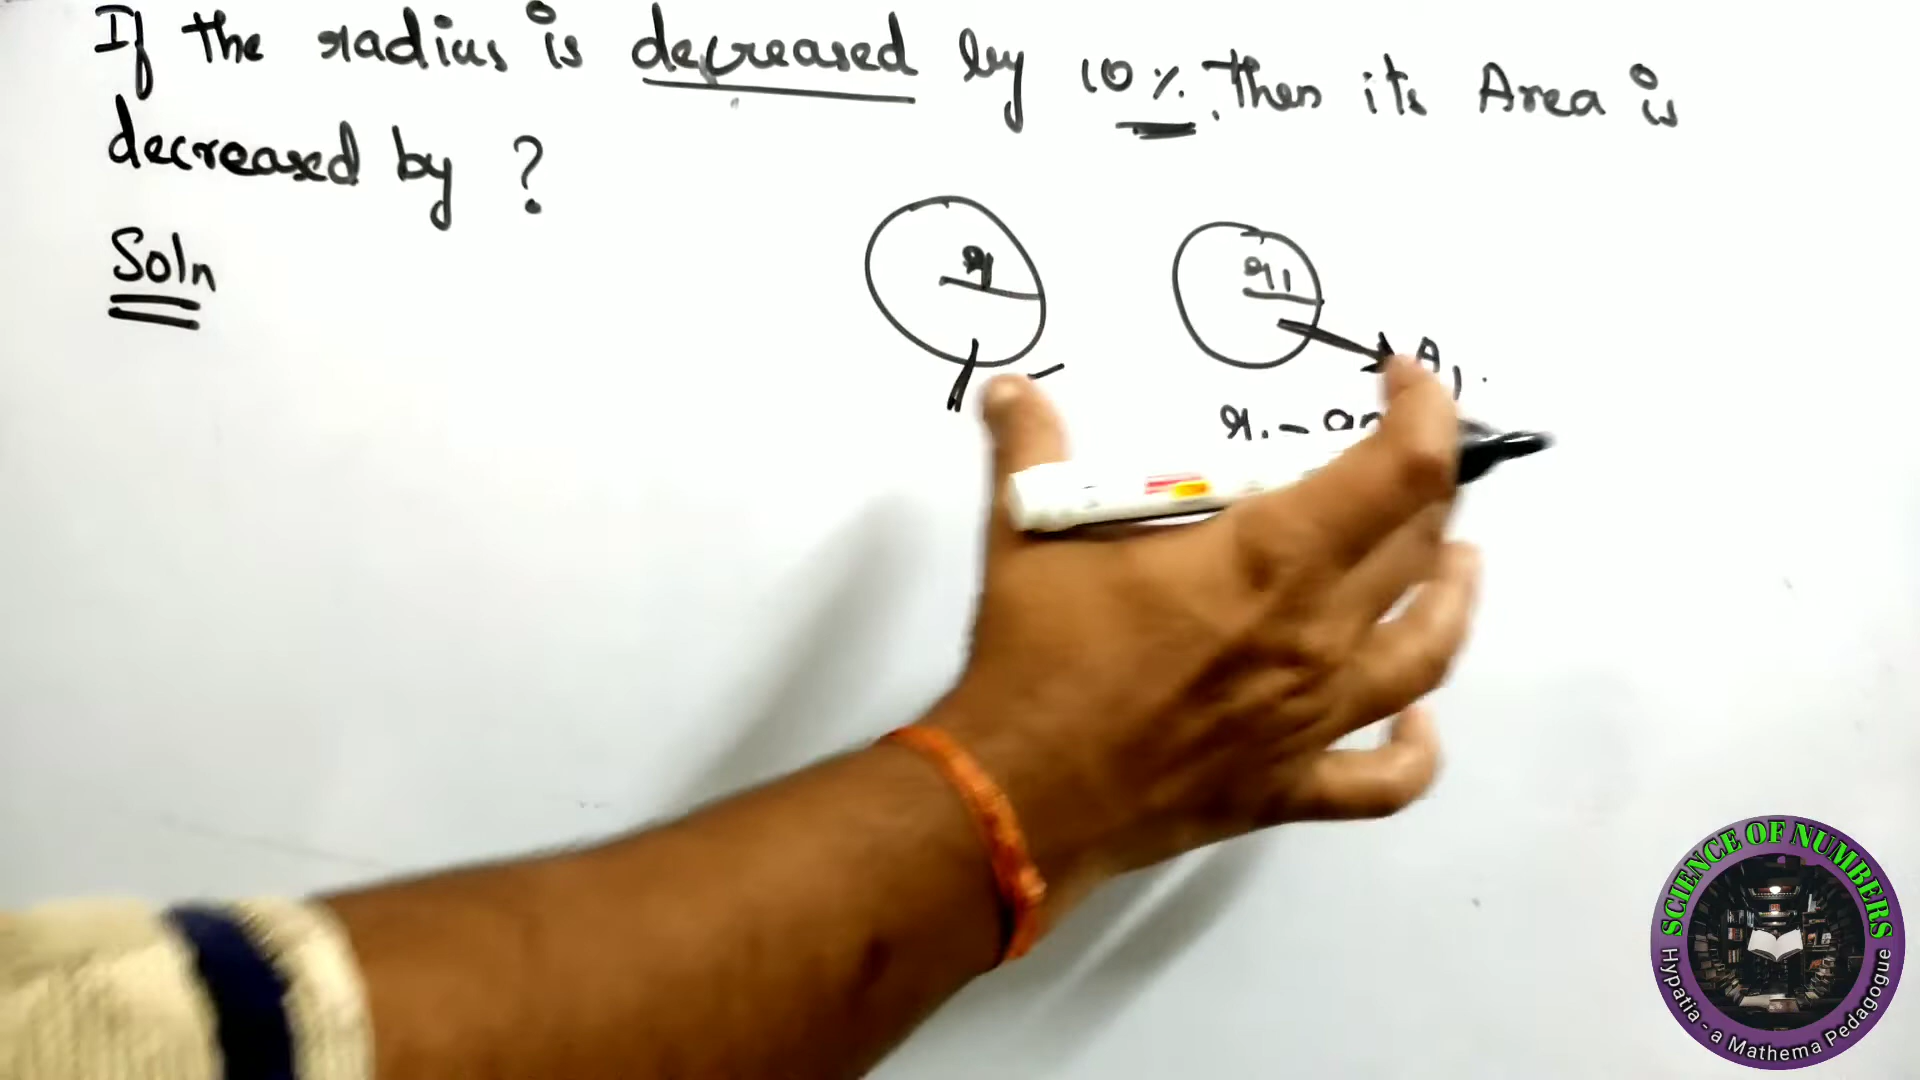 If the radius is decreased by 10%. then its Area is
decreased by ?
Soln
r
r1
A1
SCIENCE OF NUMBERS
Hypatia - a Mathema Pedagogue